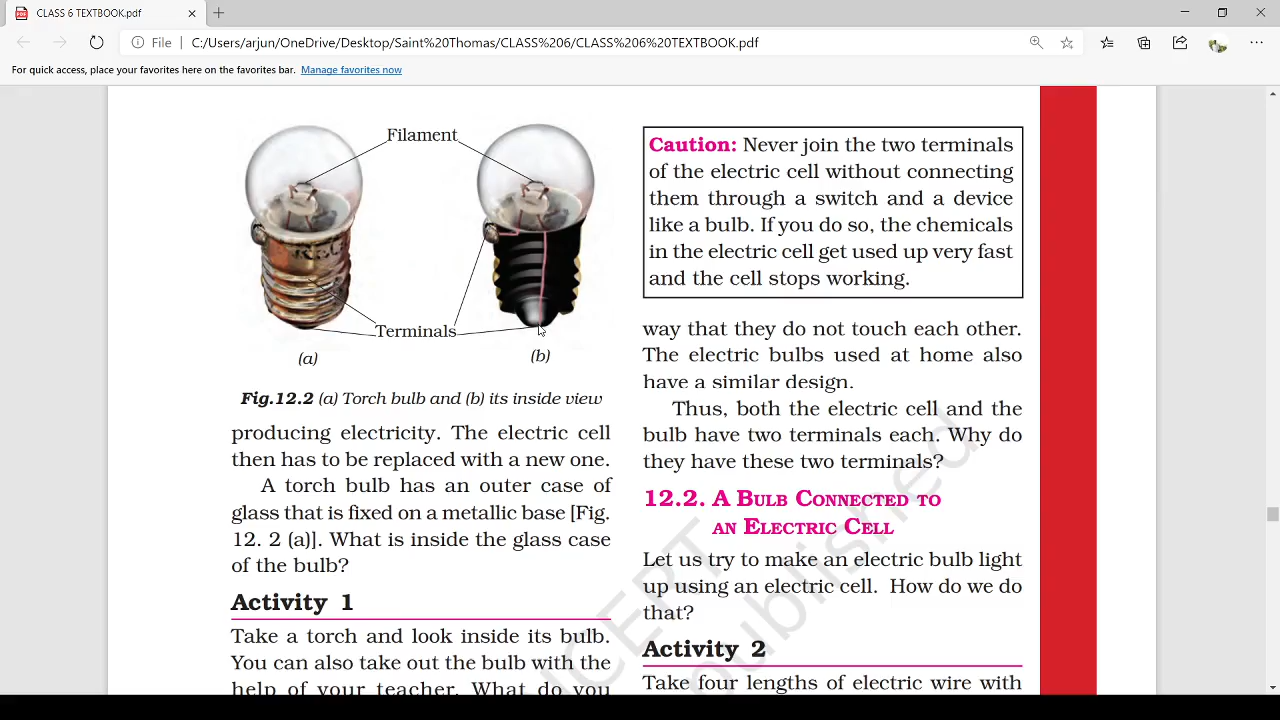 CLASS 6 TEXTBOOK.pdf
File
C:/Users/arjun/OneDrive/Desktop/Saint%20Thomas/CLASS%206/CLASS%206%20TEXTBOOK.pdf
For quick access, place your favorites here on the favorites bar. Manage favorites now
Filament
Terminals
(a)
(b)
Fig.12.2 (a) Torch bulb and (b) its inside view
producing electricity. The electric cell
then has to be replaced with a new one.
A torch bulb has an outer case of
glass that is fixed on a metallic base [Fig.
12. 2 (a)]. What is inside the glass case
of the bulb?
Activity 1
Take a torch and look inside its bulb.
You can also take out the bulb with the
help of your teacher. What do you
Caution: Never join the two terminals
of the electric cell without connecting
them through a switch and a device
like a bulb. If you do so, the chemicals
in the electric cell get used up very fast
and the cell stops working.
way that they do not touch each other.
The electric bulbs used at home also
have a similar design.
Thus, both the electric cell and the
bulb have two terminals each. Why do
they have these two terminals?
12.2. A Bulb Connected to
an Electric Cell
Let us try to make an electric bulb light
up using an electric cell. How do we do
that?
Activity 2
Take four lengths of electric wire with